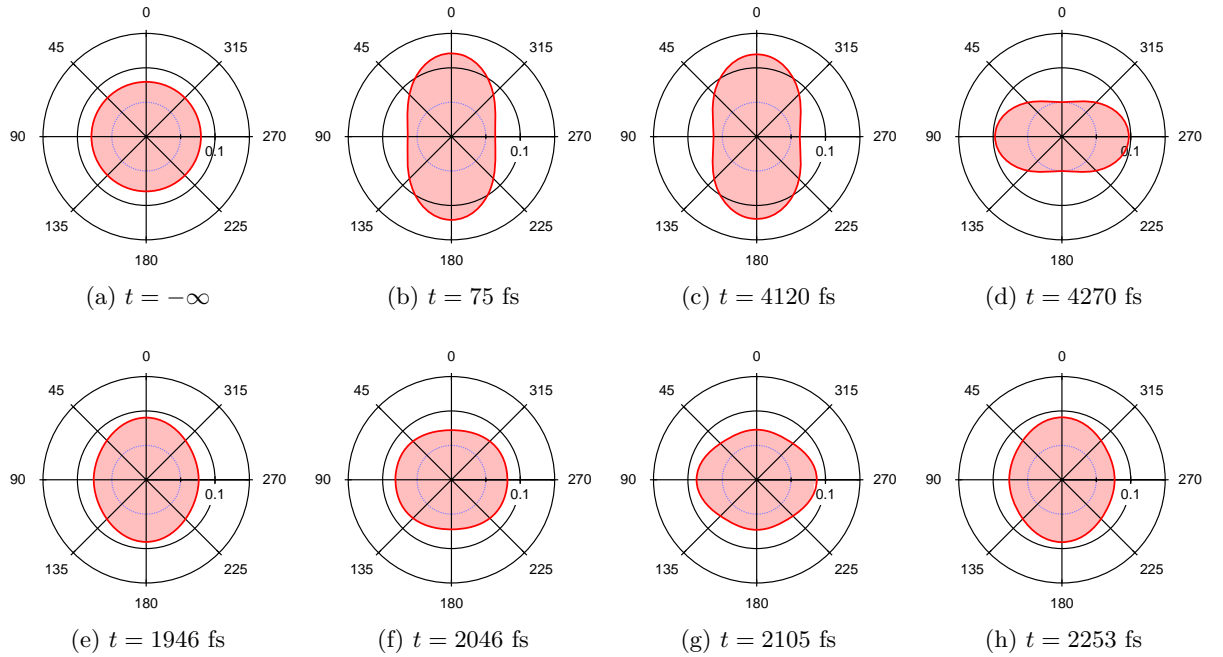 0 0 0 0
45 315 45 315 45 315 45 315
90 270 90 270 90 270 90 270
0.1 0.1 0.1 0.1
135 225 135 225 135 225 135 225
180 180 180 180
(a) t = −∞ (b) t = 75 fs (c) t = 4120 fs (d) t = 4270 fs
0 0 0 0
45 315 45 315 45 315 45 315
90 270 90 270 90 270 90 270
0.1 0.1 0.1 0.1
135 225 135 225 135 225 135 225
180 180 180 180
(e) t = 1946 fs (f) t = 2046 fs (g) t = 2105 fs (h) t = 2253 fs